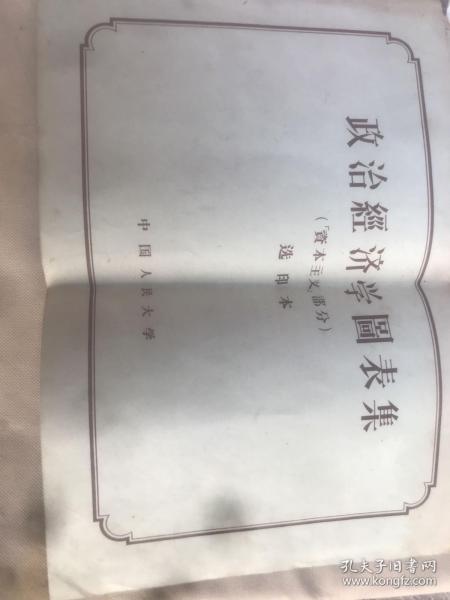 政治經济学圖表集
(「資本主义」部分)
选印本
中国人民大学
孔夫子旧书网
www.kongfz.com